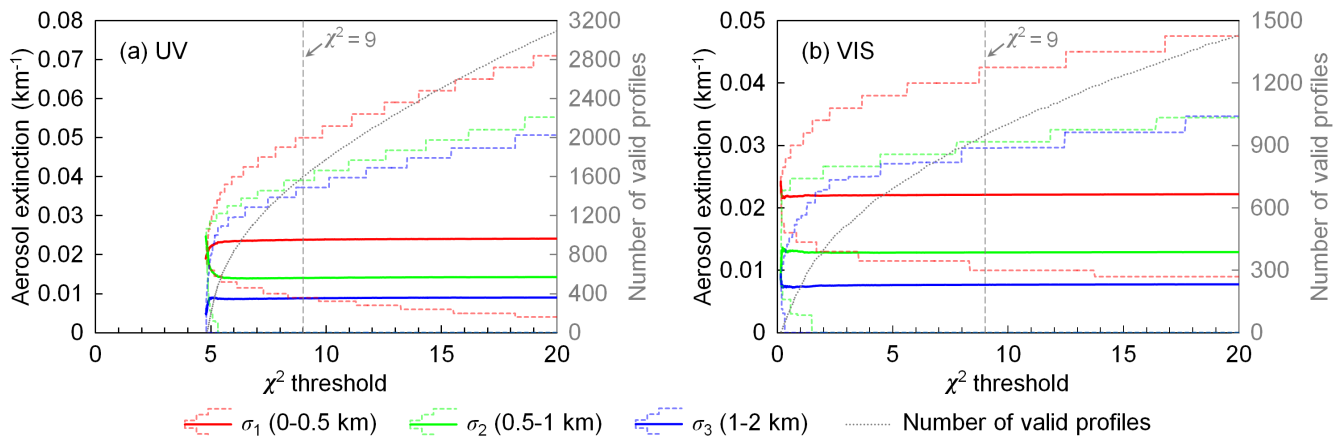 (a) UV
χ² = 9
Aerosol extinction (km⁻¹)
0.08
0.07
0.06
0.05
0.04
0.03
0.02
0.01
0
3200
2800
2400
2000
1600
1200
800
400
0
Number of valid profiles
0 5 10 15 20
χ² threshold
(b) VIS
χ² = 9
Aerosol extinction (km⁻¹)
0.05
0.04
0.03
0.02
0.01
0
1500
1200
900
600
300
0
Number of valid profiles
0 5 10 15 20
χ² threshold
σ₁ (0-0.5 km) σ₂ (0.5-1 km) σ₃ (1-2 km) Number of valid profiles